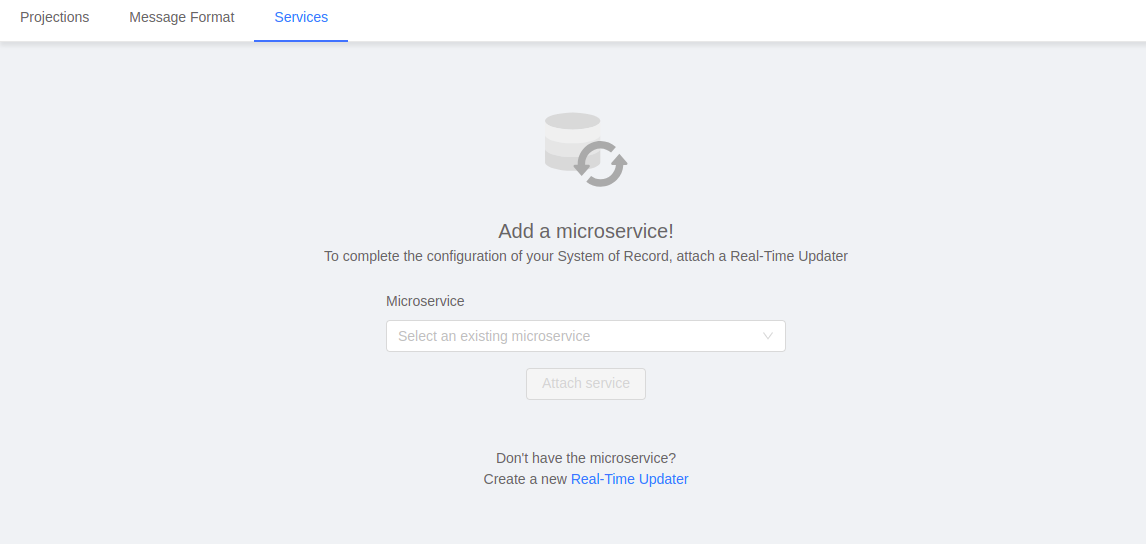 Projections
Message Format
Services
Add a microservice!
To complete the configuration of your System of Record, attach a Real-Time Updater
Microservice
Select an existing microservice
Attach service
Don't have the microservice?
Create a new Real-Time Updater